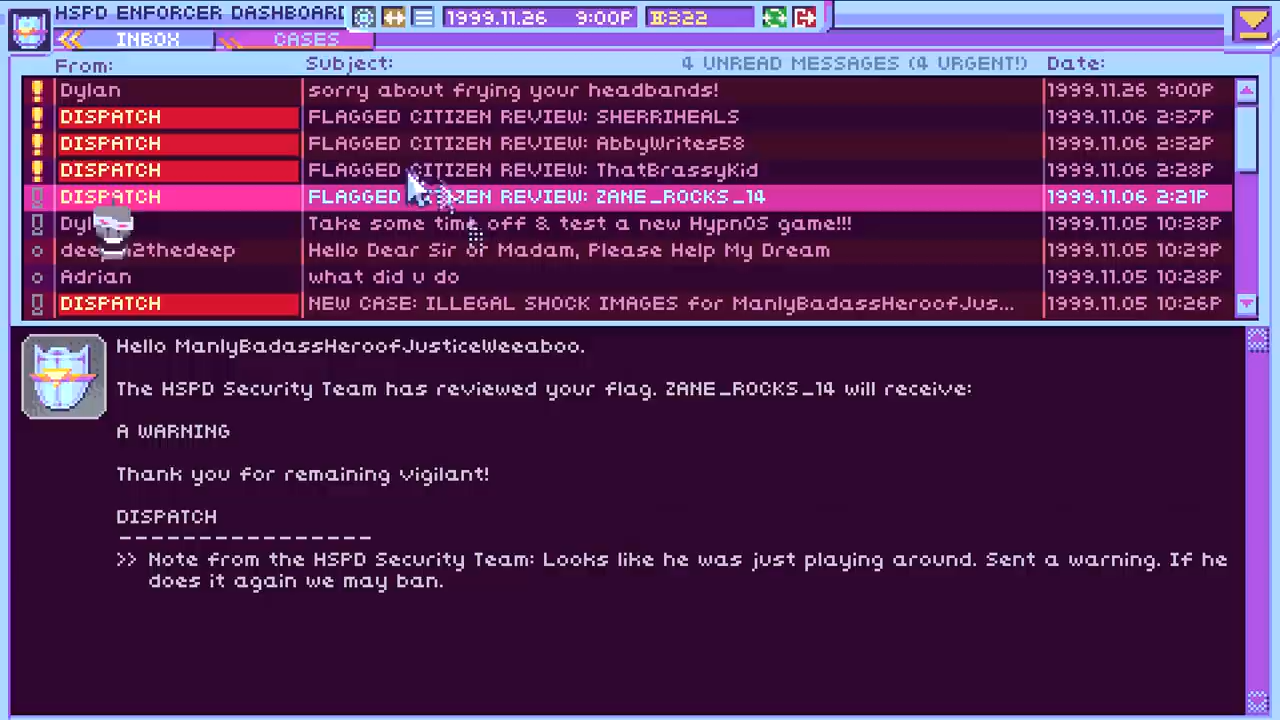 HSPD ENFORCER DASHBOARD
1999.11.26 9:00P
322
INBOX
CASES
From: Subject: 4 UNREAD MESSAGES (4 URGENT!) Date:
Dylan sorry about frying your headbands! 1999.11.26 9:00P
DISPATCH FLAGGED CITIZEN REVIEW: SHERRIHEALS 1999.11.06 2:37P
DISPATCH FLAGGED CITIZEN REVIEW: AbbyWrites58 1999.11.06 2:32P
DISPATCH FLAGGED CITIZEN REVIEW: ThatBrassyKid 1999.11.06 2:28P
DISPATCH FLAGGED CITIZEN REVIEW: ZANE_ROCKS_14 1999.11.06 2:21P
Take some time off & test a new HypnOS game!!! 1999.11.05 10:38P
Hello Dear Sir or Madam, Please Help My Dream 1999.11.05 10:29P
Adrian what did u do 1999.11.05 10:28P
DISPATCH NEW CASE: ILLEGAL SHOCK IMAGES for ManlyBadassHeroofJus... 1999.11.05 10:26P
Hello ManlyBadassHeroofJusticeWeeaboo.
The HSPD Security Team has reviewed your flag. ZANE_ROCKS_14 will receive:
A WARNING
Thank you for remaining vigilant!
DISPATCH
----------------
>> Note from the HSPD Security Team: Looks like he was just playing around. Sent a warning. If he
does it again we may ban.